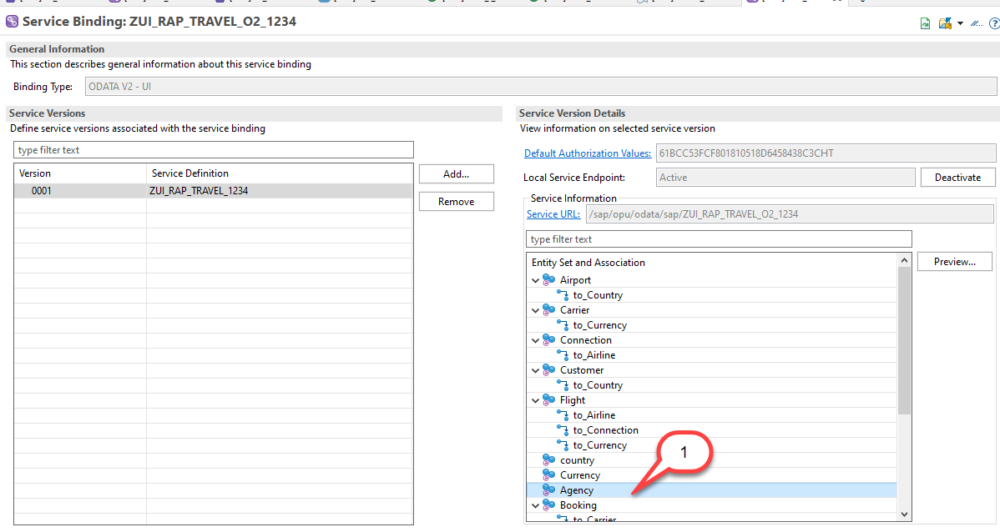 Service Binding: ZUI_RAP_TRAVEL_O2_1234
General Information
This section describes general information about this service binding
Binding Type: ODATA V2 - UI
Service Versions
Define service versions associated with the service binding
type filter text
Version Service Definition
0001 ZUI_RAP_TRAVEL_1234
Add...
Remove
Service Version Details
View information on selected service version
Default Authorization Values: 61BCC53FCF801810518D6458438C3CHT
Local Service Endpoint: Active Deactivate
Service Information
Service URL: /sap/opu/odata/sap/ZUI_RAP_TRAVEL_O2_1234
type filter text
Entity Set and Association Preview...
Airport
to_Country
Carrier
to_Currency
Connection
to_Airline
Customer
to_Country
Flight
to_Airline
to_Connection
to_Currency
1
country
Currency
Agency
Booking
to_Carrier